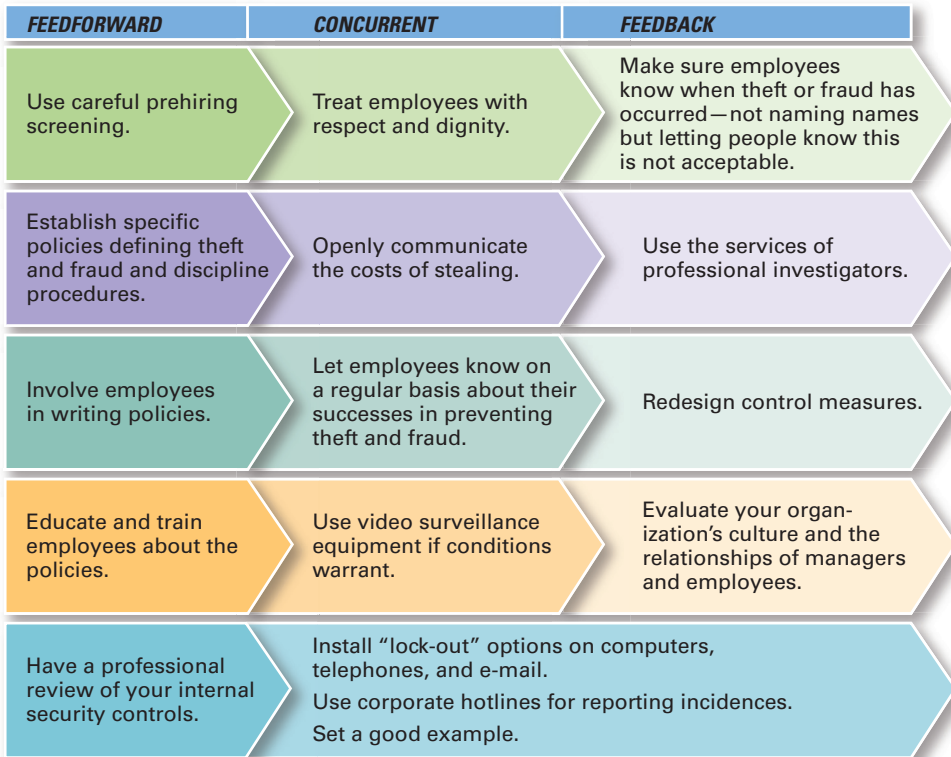 FEEDFORWARD CONCURRENT FEEDBACK
Use careful prehiring
screening.
Treat employees with
respect and dignity.
Make sure employees
know when theft or fraud has
occurred—not naming names
but letting people know this
is not acceptable.
Establish specific
policies defining theft
and fraud and discipline
procedures.
Openly communicate
the costs of stealing.
Use the services of
professional investigators.
Involve employees
in writing policies.
Let employees know on
a regular basis about their
successes in preventing
theft and fraud.
Redesign control measures.
Educate and train
employees about the
policies.
Use video surveillance
equipment if conditions
warrant.
Evaluate your organ-
ization’s culture and the
relationships of managers
and employees.
Have a professional
review of your internal
security controls.
Install “lock-out” options on computers,
telephones, and e-mail.
Use corporate hotlines for reporting incidences.
Set a good example.